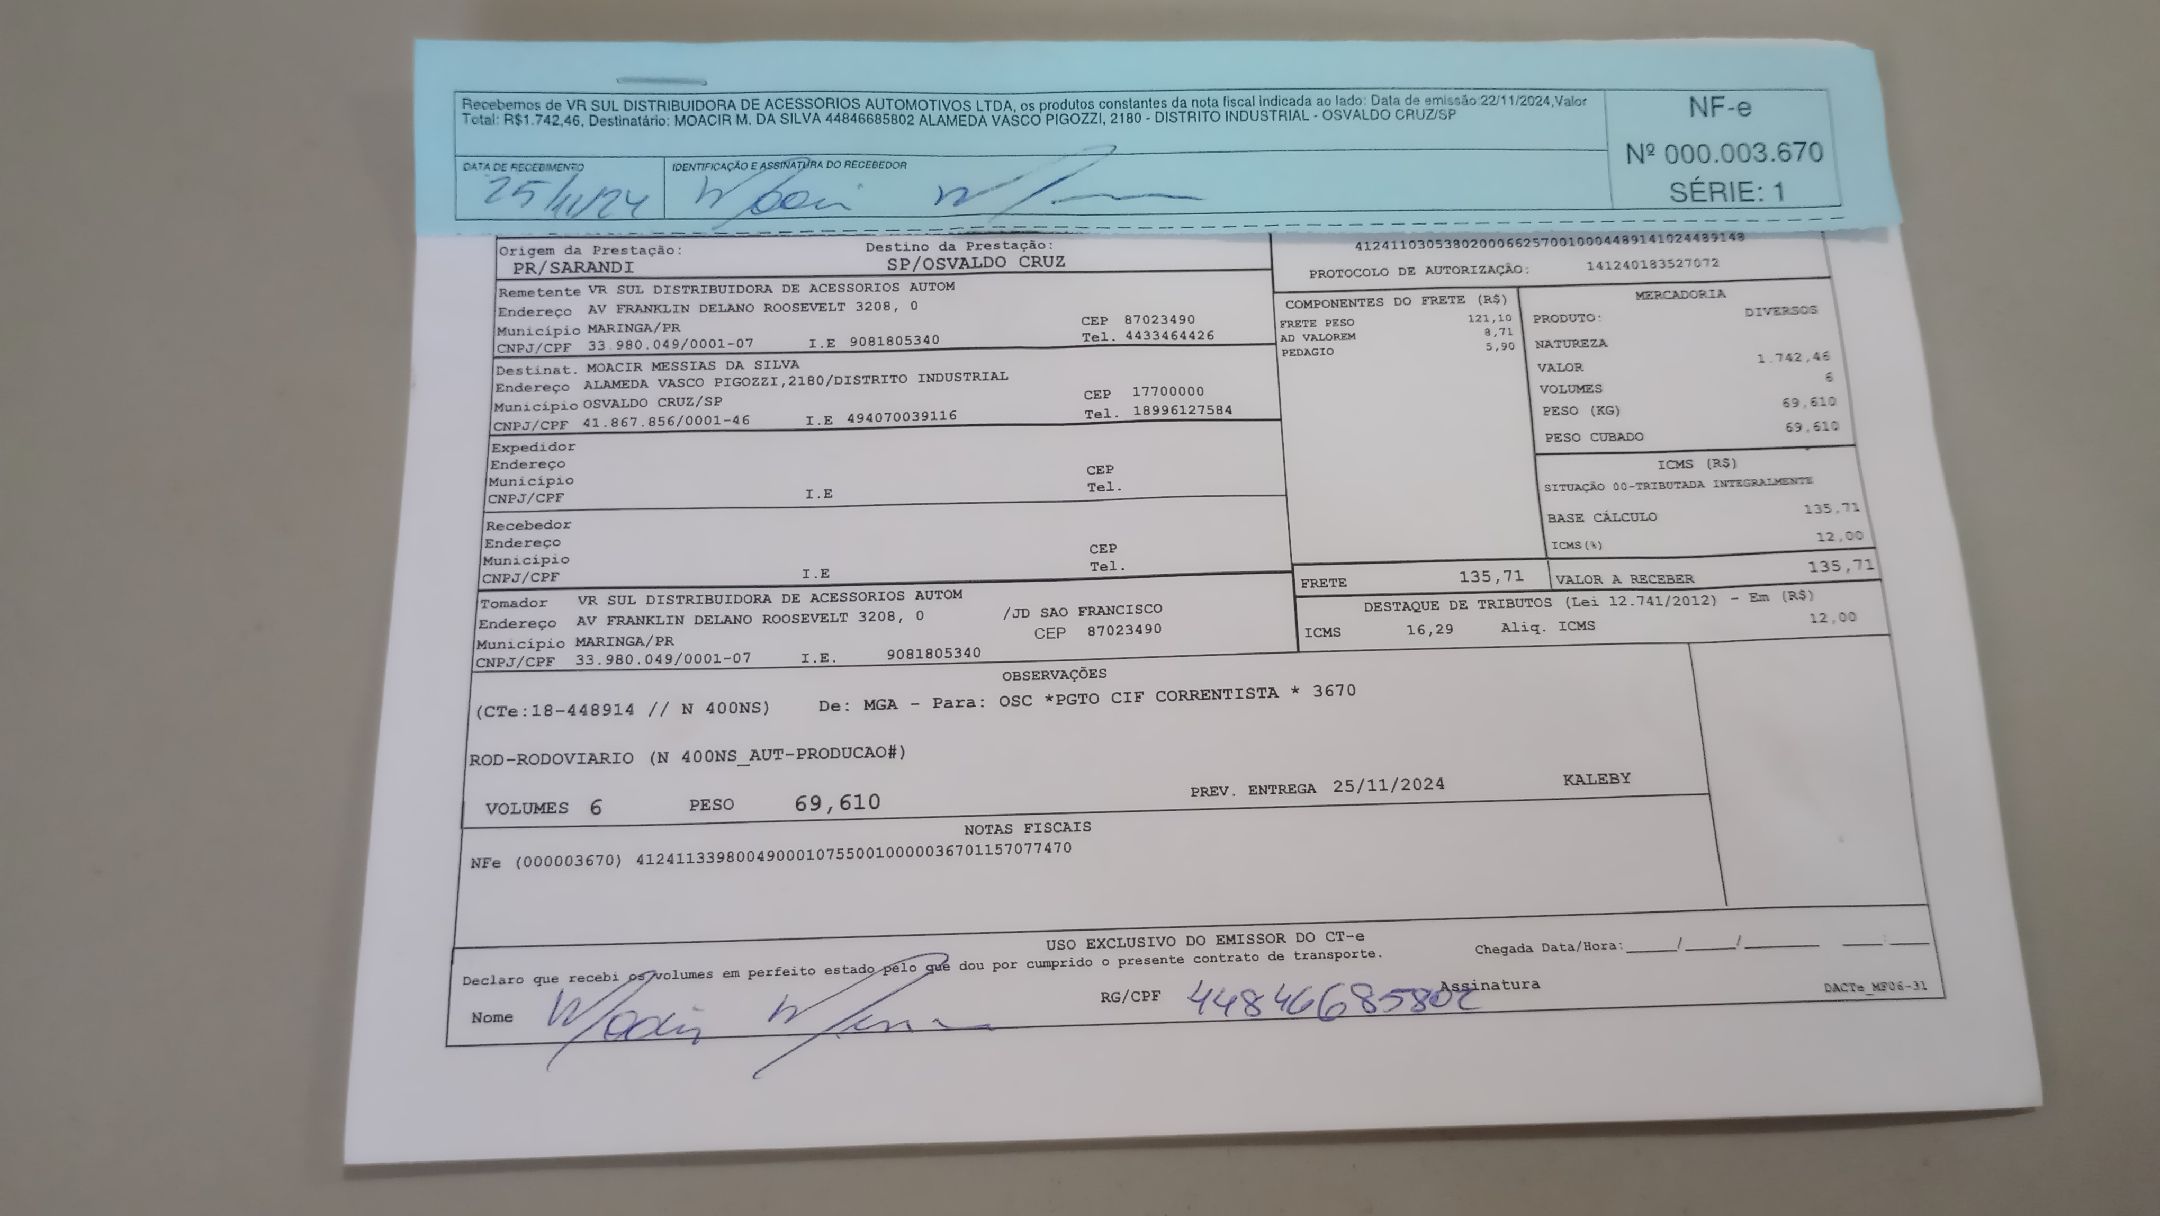 Recebemos de VR SUL DISTRIBUIDORA DE ACESSORIOS AUTOMOTIVOS LTDA, os produtos constantes da nota fiscal indicada ao lado: Data de emissão:22/11/2024,Valor
Total: R$1.742,46, Destinatário: MOACIR M. DA SILVA 44846685802 ALAMEDA VASCO PIGOZZI, 2180 - DISTRITO INDUSTRIAL - OSVALDO CRUZ/SP
NF-e
Nº 000.003.670
SÉRIE: 1
DATA DE RECEBIMENTO
25/11/24
IDENTIFICAÇÃO E ASSINATURA DO RECEBEDOR
Origem da Prestação:
PR/SARANDI
Destino da Prestação:
SP/OSVALDO CRUZ
PROTOCOLO DE AUTORIZAÇÃO: 141240183527072
Remetente VR SUL DISTRIBUIDORA DE ACESSORIOS AUTOM
Endereço AV FRANKLIN DELANO ROOSEVELT 3208, 0
Município MARINGA/PR CEP 87023490
CNPJ/CPF 33.980.049/0001-07 I.E 9081805340 Tel. 4433464426
Destinat. MOACIR MESSIAS DA SILVA
Endereço ALAMEDA VASCO PIGOZZI,2180/DISTRITO INDUSTRIAL
Município OSVALDO CRUZ/SP CEP 17700000
CNPJ/CPF 41.867.856/0001-46 I.E 494070039116 Tel. 18996127584
Expedidor
Endereço
Município CEP
CNPJ/CPF I.E Tel.
Recebedor
Endereço
Município CEP
CNPJ/CPF I.E Tel.
Tomador VR SUL DISTRIBUIDORA DE ACESSORIOS AUTOM
Endereço AV FRANKLIN DELANO ROOSEVELT 3208, 0 /JD SAO FRANCISCO
Município MARINGA/PR CEP 87023490
CNPJ/CPF 33.980.049/0001-07 I.E. 9081805340
COMPONENTES DO FRETE (R$)
FRETE PESO 121,10
AD VALOREM 8,71
PEDAGIO 5,90
MERCADORIA
PRODUTO: DIVERSOS
NATUREZA
VALOR 1.742,46
VOLUMES 6
PESO (KG) 69,610
PESO CUBADO 69,610
ICMS (R$)
SITUAÇÃO 00-TRIBUTADA INTEGRALMENTE
BASE CÁLCULO 135,71
ICMS(%) 12,00
FRETE 135,71
VALOR A RECEBER 135,71
DESTAQUE DE TRIBUTOS (Lei 12.741/2012) - Em (R$)
ICMS 16,29 Aliq. ICMS 12,00
OBSERVAÇÕES
(CTe:18-448914 // N 400NS) De: MGA - Para: OSC *PGTO CIF CORRENTISTA * 3670
ROD-RODOVIARIO (N 400NS_AUT-PRODUCAO#)
VOLUMES 6 PESO 69,610 PREV. ENTREGA 25/11/2024 KALEBY
NOTAS FISCAIS
NFe (000003670) 41241133980049000107550010000036701157077470
USO EXCLUSIVO DO EMISSOR DO CT-e
Declaro que recebi os volumes em perfeito estado pelo que dou por cumprido o presente contrato de transporte.
Chegada Data/Hora:____/____/______ ___:___
Nome
RG/CPF 44846685802 Assinatura
DACTe_MF06-31